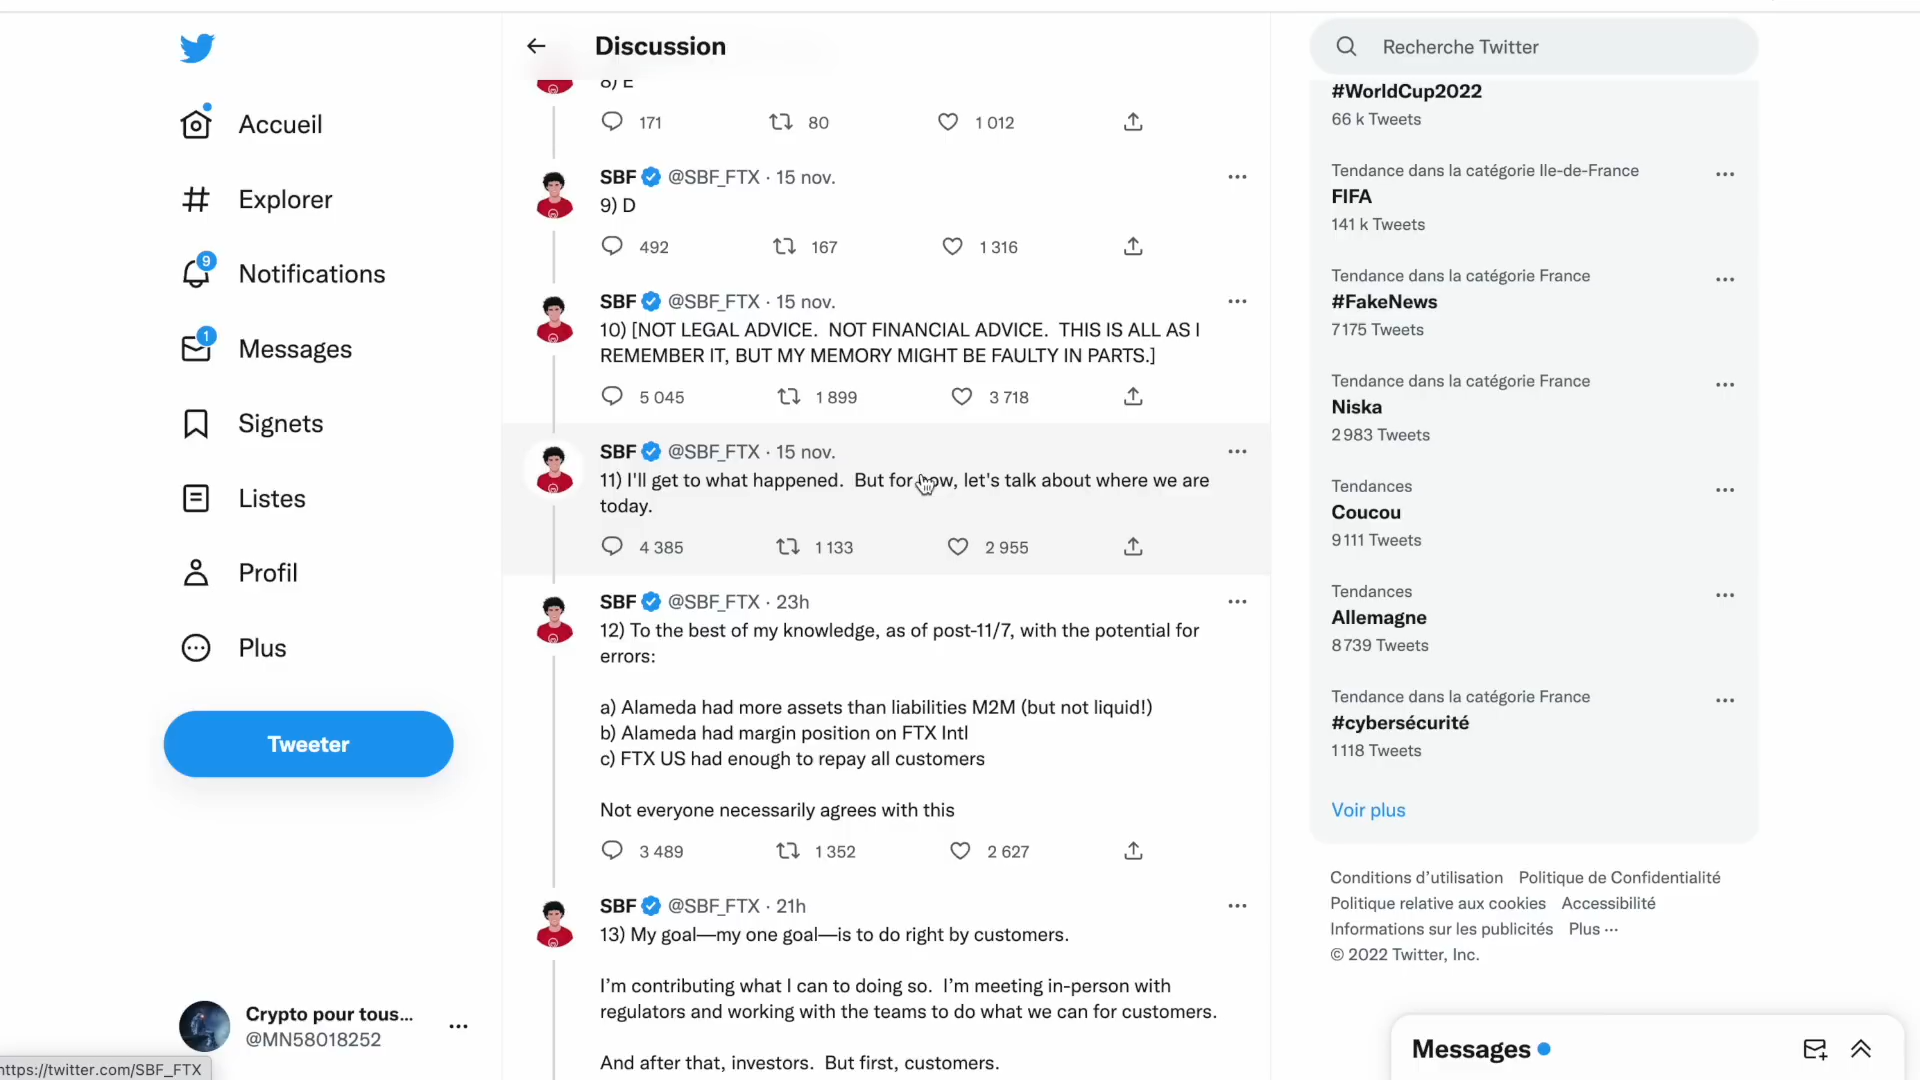 Accueil
Explorer
9
Notifications
1
Messages
Signets
Listes
Profil
Plus
Tweeter
Crypto pour tous...
@MN58018252
https://twitter.com/SBF_FTX
Discussion
8) E
171 80 1 012
SBF @SBF_FTX · 15 nov.
9) D
492 167 1 316
SBF @SBF_FTX · 15 nov.
10) [NOT LEGAL ADVICE. NOT FINANCIAL ADVICE. THIS IS ALL AS I
REMEMBER IT, BUT MY MEMORY MIGHT BE FAULTY IN PARTS.]
5 045 1 899 3 718
SBF @SBF_FTX · 15 nov.
11) I'll get to what happened. But for now, let's talk about where we are
today.
4 385 1 133 2 955
SBF @SBF_FTX · 23h
12) To the best of my knowledge, as of post-11/7, with the potential for
errors:
a) Alameda had more assets than liabilities M2M (but not liquid!)
b) Alameda had margin position on FTX Intl
c) FTX US had enough to repay all customers
Not everyone necessarily agrees with this
3 489 1 352 2 627
SBF @SBF_FTX · 21h
13) My goal—my one goal—is to do right by customers.
I'm contributing what I can to doing so. I'm meeting in-person with
regulators and working with the teams to do what we can for customers.
And after that, investors. But first, customers.
Recherche Twitter
#WorldCup2022
66 k Tweets
Tendance dans la catégorie Ile-de-France
FIFA
141 k Tweets
Tendance dans la catégorie France
#FakeNews
7 175 Tweets
Tendance dans la catégorie France
Niska
2 983 Tweets
Tendances
Coucou
9 111 Tweets
Tendances
Allemagne
8 739 Tweets
Tendance dans la catégorie France
#cybersécurité
1 118 Tweets
Voir plus
Conditions d'utilisation Politique de Confidentialité
Politique relative aux cookies Accessibilité
Informations sur les publicités Plus ···
© 2022 Twitter, Inc.
Messages